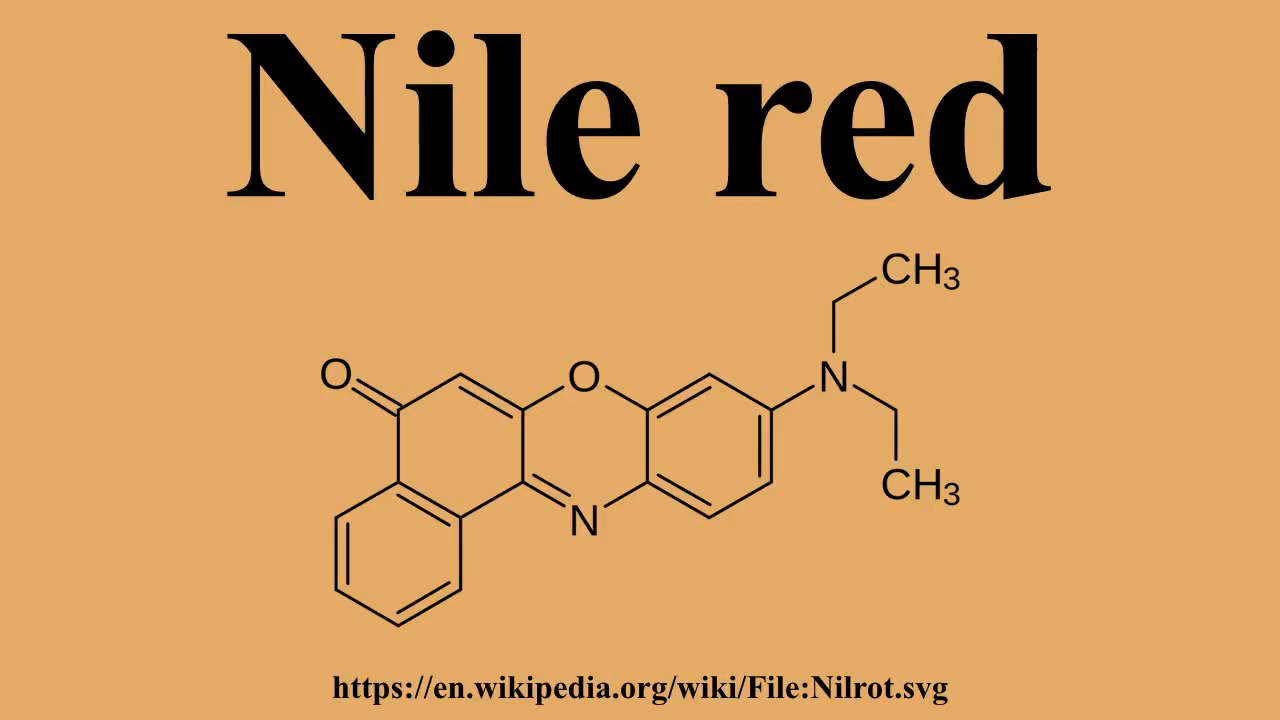 Nile red
CH3
O
O
N
N
CH3
https://en.wikipedia.org/wiki/File:Nilrot.svg